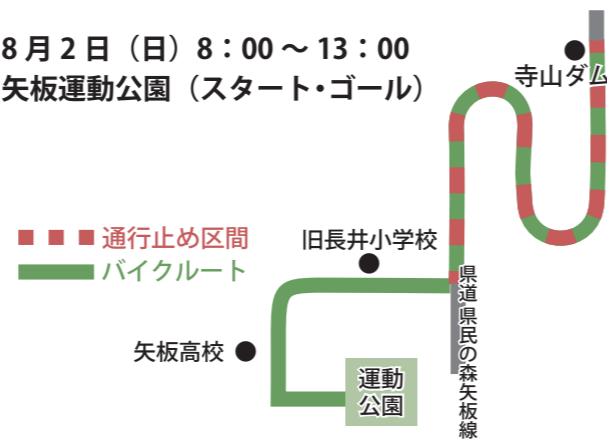 8月2日（日）8：00～13：00
矢板運動公園（スタート・ゴール）
寺山ダム
通行止め区間
バイクルート
旧長井小学校
矢板高校
運動
公園
県道 県民の森矢板線